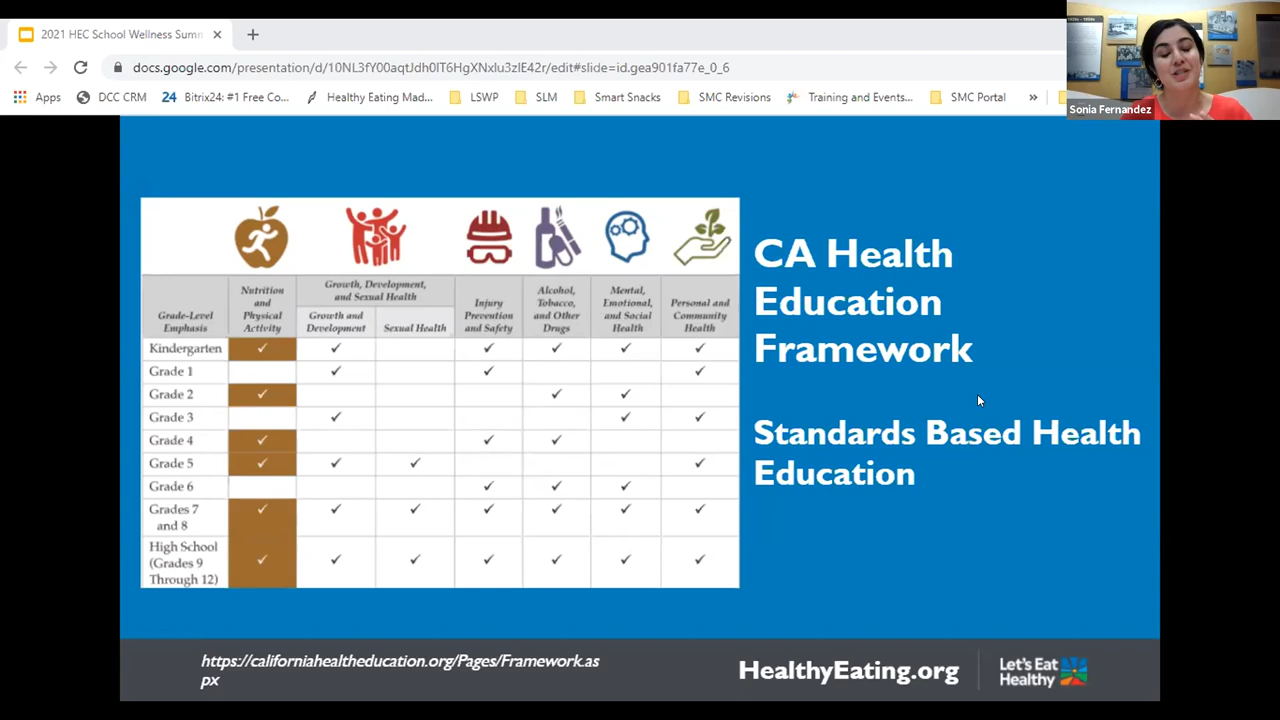 2021 HEC School Wellness Summ
docs.google.com/presentation/d/10NL3fY00aqtJdhMlT6HgXNxlu3zIE42r/edit#slide=id.gea901fa77e_0_6
Apps DCC CRM 24 Bitrix24: #1 Free Co... Healthy Eating Mad... LSWP SLM Smart Snacks SMC Revisions Training and Events... SMC Portal »
Sonia Fernandez
Grade-Level
Emphasis
Nutrition
and
Physical
Activity
Growth, Development,
and Sexual Health
Growth and
Development
Sexual Health
Injury
Prevention
and Safety
Alcohol,
Tobacco,
and Other
Drugs
Mental,
Emotional,
and Social
Health
Personal and
Community
Health
Kindergarten ✓ ✓ ✓ ✓ ✓ ✓
Grade 1 ✓ ✓ ✓
Grade 2 ✓ ✓ ✓
Grade 3 ✓ ✓ ✓
Grade 4 ✓ ✓ ✓
Grade 5 ✓ ✓ ✓ ✓
Grade 6 ✓ ✓ ✓
Grades 7 ✓ ✓ ✓ ✓ ✓ ✓ ✓
and 8
High School
(Grades 9 ✓ ✓ ✓ ✓ ✓ ✓ ✓
Through 12)
CA Health
Education
Framework
Standards Based Health
Education
https://californiahealtheducation.org/Pages/Framework.as
px
HealthyEating.org
Let's Eat
Healthy